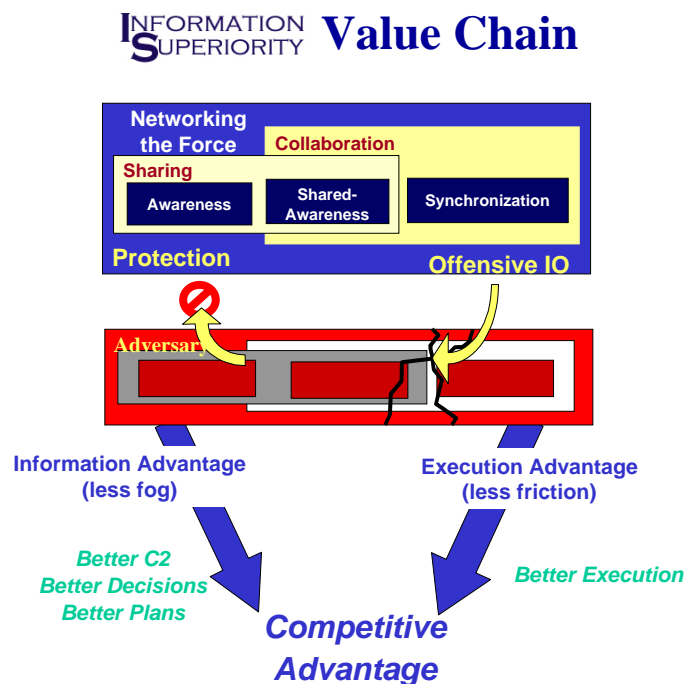 INFORMATION
SUPERIORITY Value Chain
Networking
the Force
Collaboration
Sharing
Awareness
Shared-
Awareness
Synchronization
Protection
Offensive IO
Adversary
Information Advantage
(less fog)
Execution Advantage
(less friction)
Better C2
Better Decisions
Better Plans
Better Execution
Competitive
Advantage